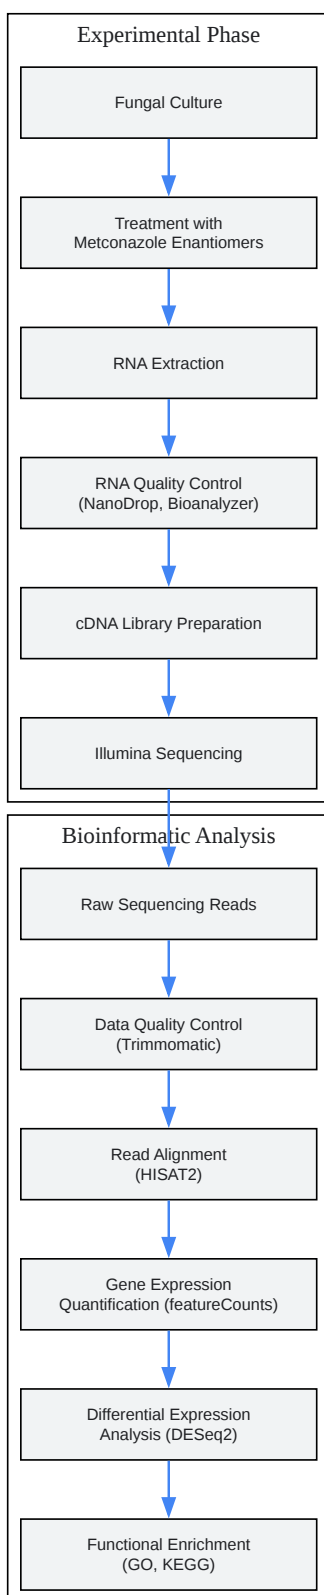 Experimental Phase
Fungal Culture
Treatment with
Metconazole Enantiomers
RNA Extraction
RNA Quality Control
(NanoDrop, Bioanalyzer)
cDNA Library Preparation
Illumina Sequencing
Bioinformatic Analysis
Raw Sequencing Reads
Data Quality Control
(Trimmomatic)
Read Alignment
(HISAT2)
Gene Expression
Quantification (featureCounts)
Differential Expression
Analysis (DESeq2)
Functional Enrichment
(GO, KEGG)